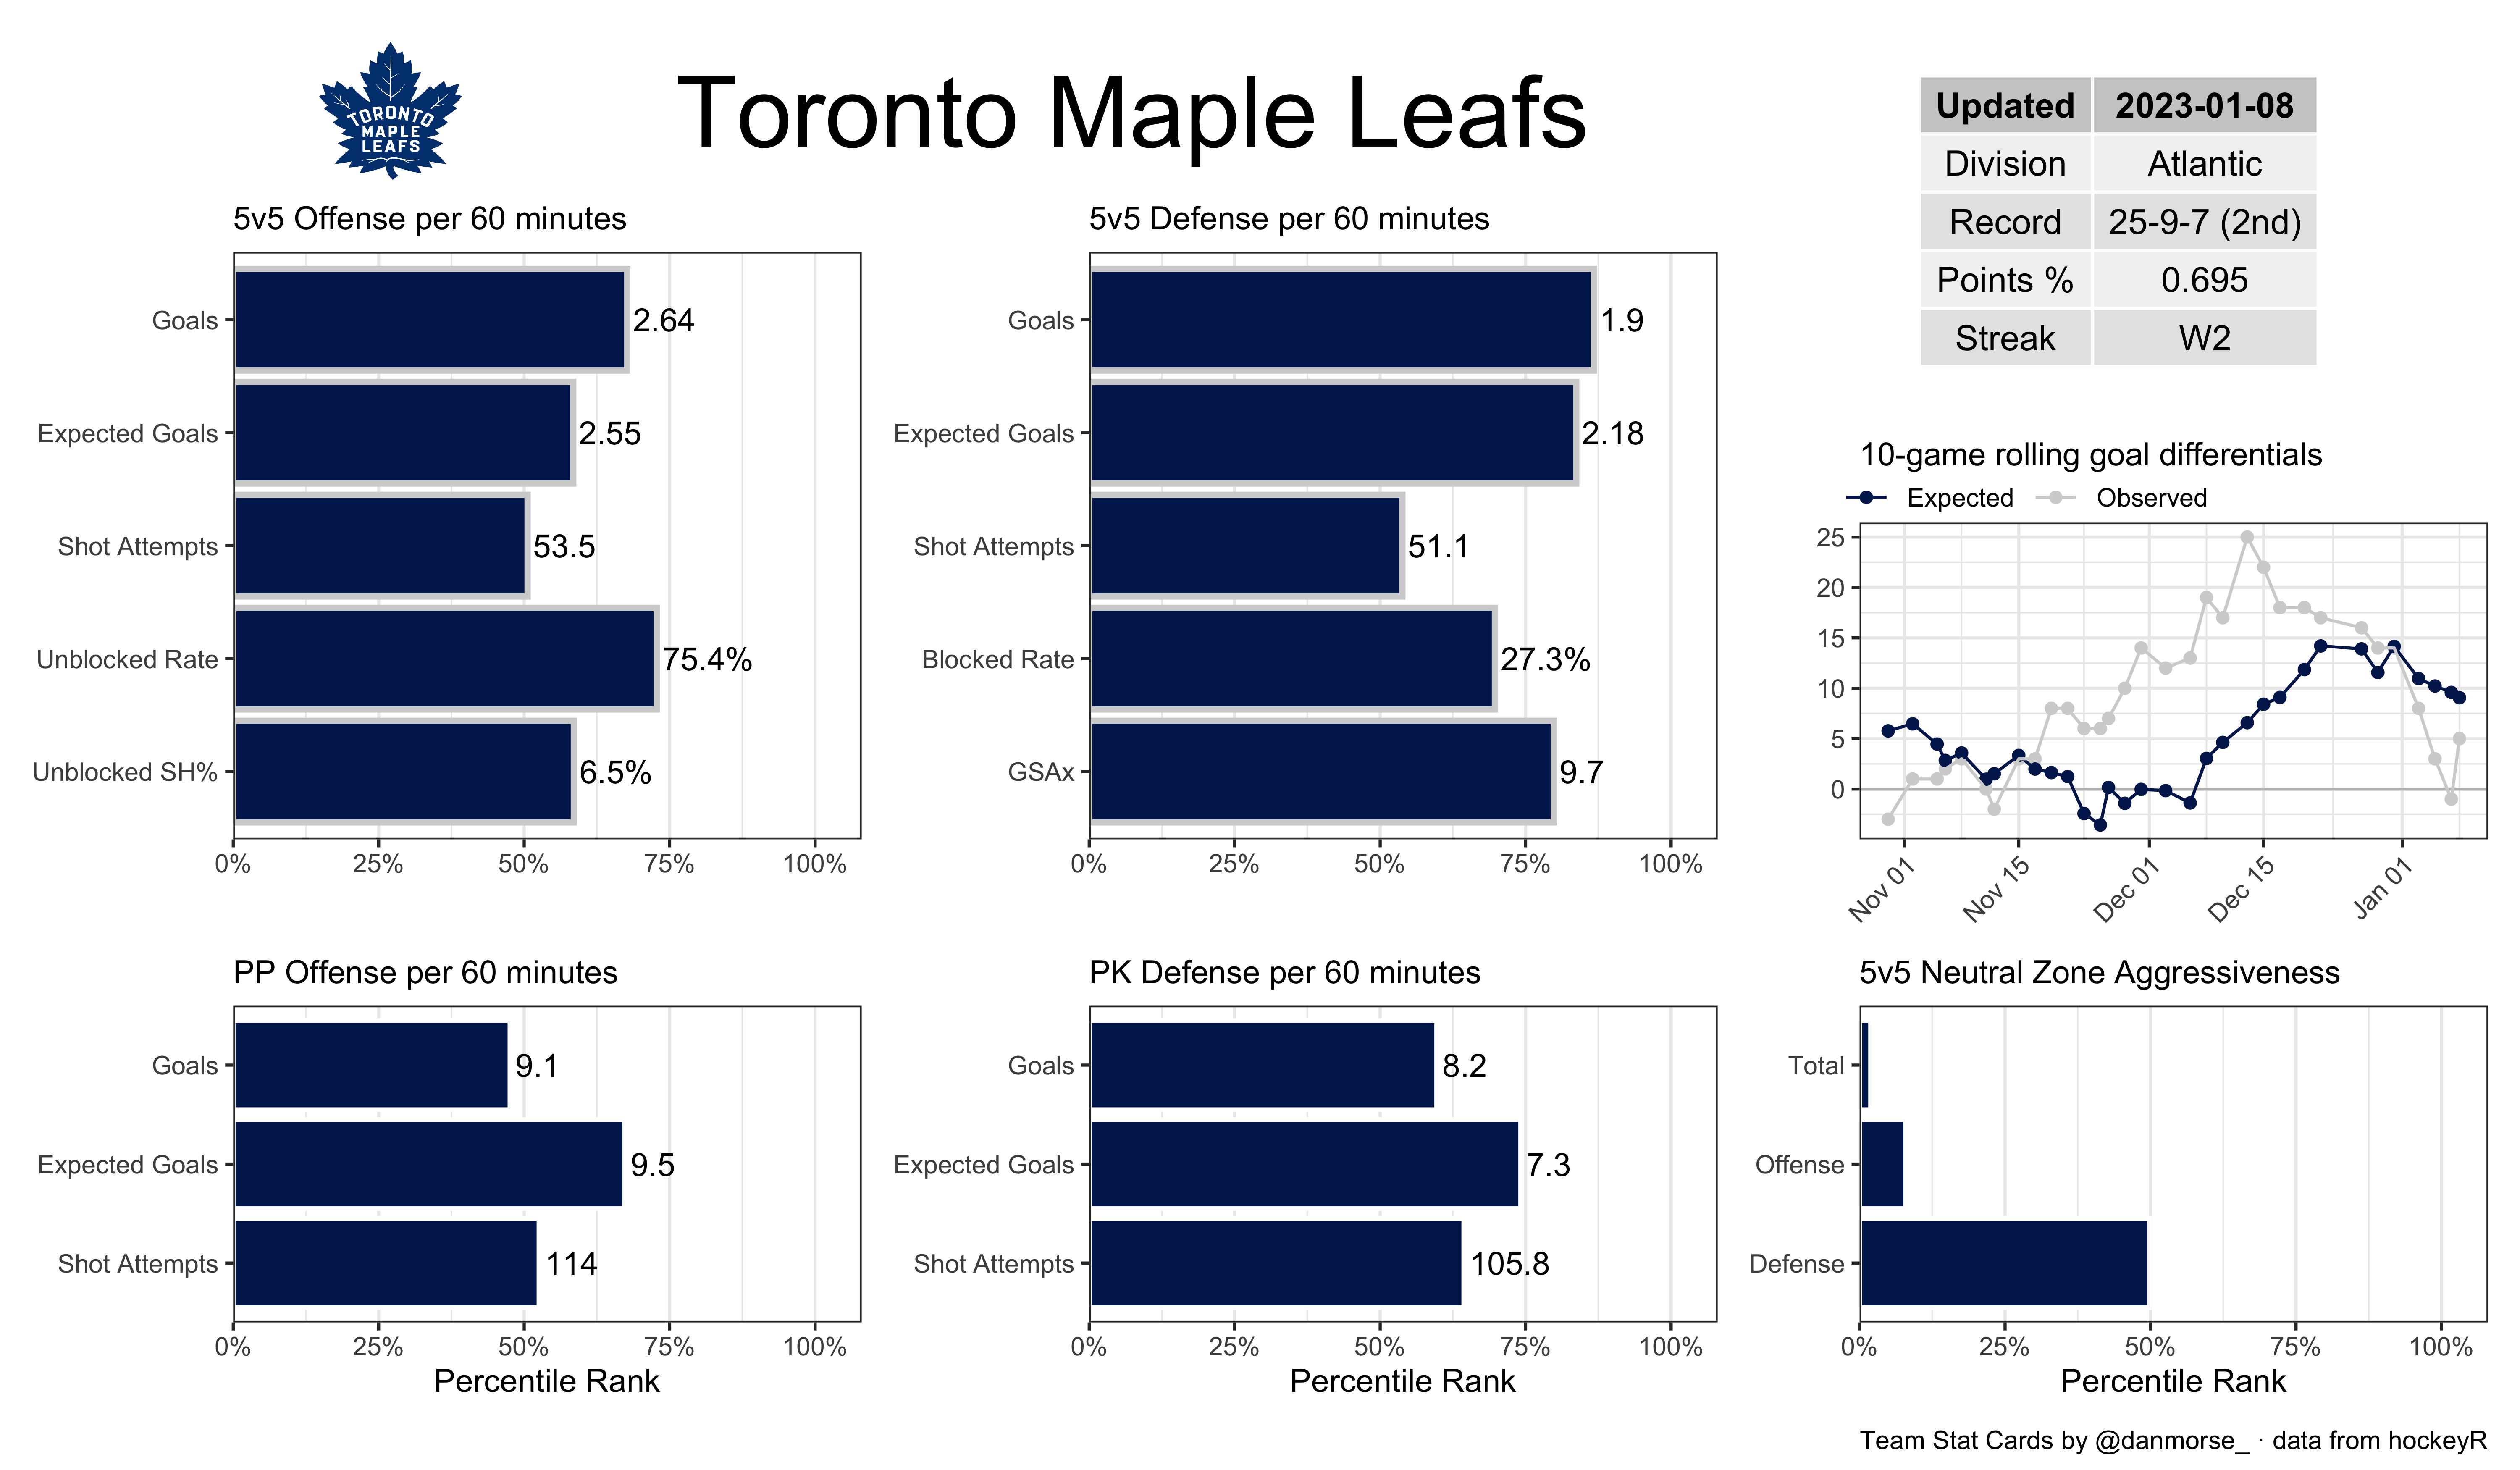 TORONTO
MAPLE
LEAFS
Toronto Maple Leafs
Updated 2023-01-08
Division Atlantic
Record 25-9-7 (2nd)
Points % 0.695
Streak W2
5v5 Offense per 60 minutes
Goals 2.64
Expected Goals 2.55
Shot Attempts 53.5
Unblocked Rate 75.4%
Unblocked SH% 6.5%
0% 25% 50% 75% 100%
5v5 Defense per 60 minutes
Goals 1.9
Expected Goals 2.18
Shot Attempts 51.1
Blocked Rate 27.3%
GSAx 9.7
0% 25% 50% 75% 100%
10-game rolling goal differentials
Expected Observed
25
20
15
10
5
0
Nov 01 Nov 15 Dec 01 Dec 15 Jan 01
PP Offense per 60 minutes
Goals 9.1
Expected Goals 9.5
Shot Attempts 114
0% 25% 50% 75% 100%
Percentile Rank
PK Defense per 60 minutes
Goals 8.2
Expected Goals 7.3
Shot Attempts 105.8
0% 25% 50% 75% 100%
Percentile Rank
5v5 Neutral Zone Aggressiveness
Total
Offense
Defense
0% 25% 50% 75% 100%
Percentile Rank
Team Stat Cards by @danmorse_ · data from hockeyR